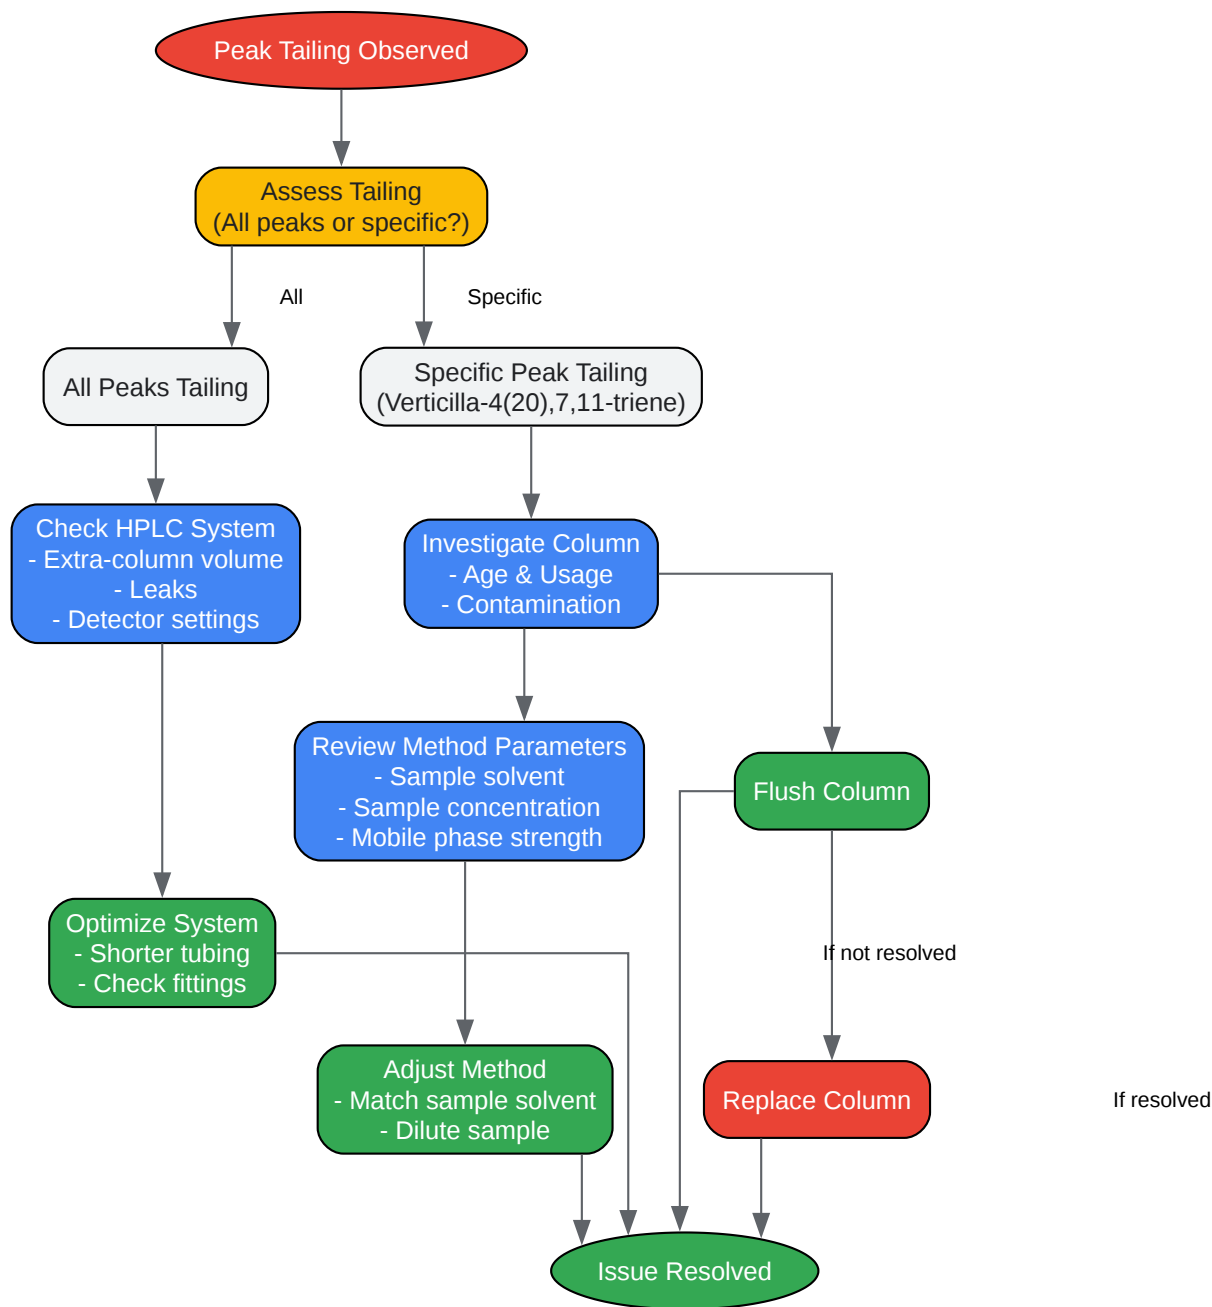 Peak Tailing Observed
Assess Tailing
(All peaks or specific?)
All
Specific
All Peaks Tailing
Specific Peak Tailing
(Verticilla-4(20),7,11-triene)
Check HPLC System
- Extra-column volume
- Leaks
- Detector settings
Investigate Column
- Age & Usage
- Contamination
Review Method Parameters
- Sample solvent
- Sample concentration
- Mobile phase strength
Flush Column
Optimize System
- Shorter tubing
- Check fittings
If not resolved
Adjust Method
- Match sample solvent
- Dilute sample
Replace Column
If resolved
Issue Resolved